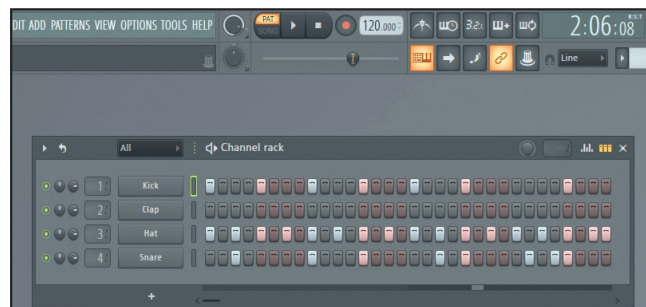 DIT ADD PATTERNS VIEW OPTIONS TOOLS HELP
PAT
SONG
120.000
3.2.
2:06:08
Line
All
Channel rack
1 Kick
2 Clap
3 Hat
4 Snare